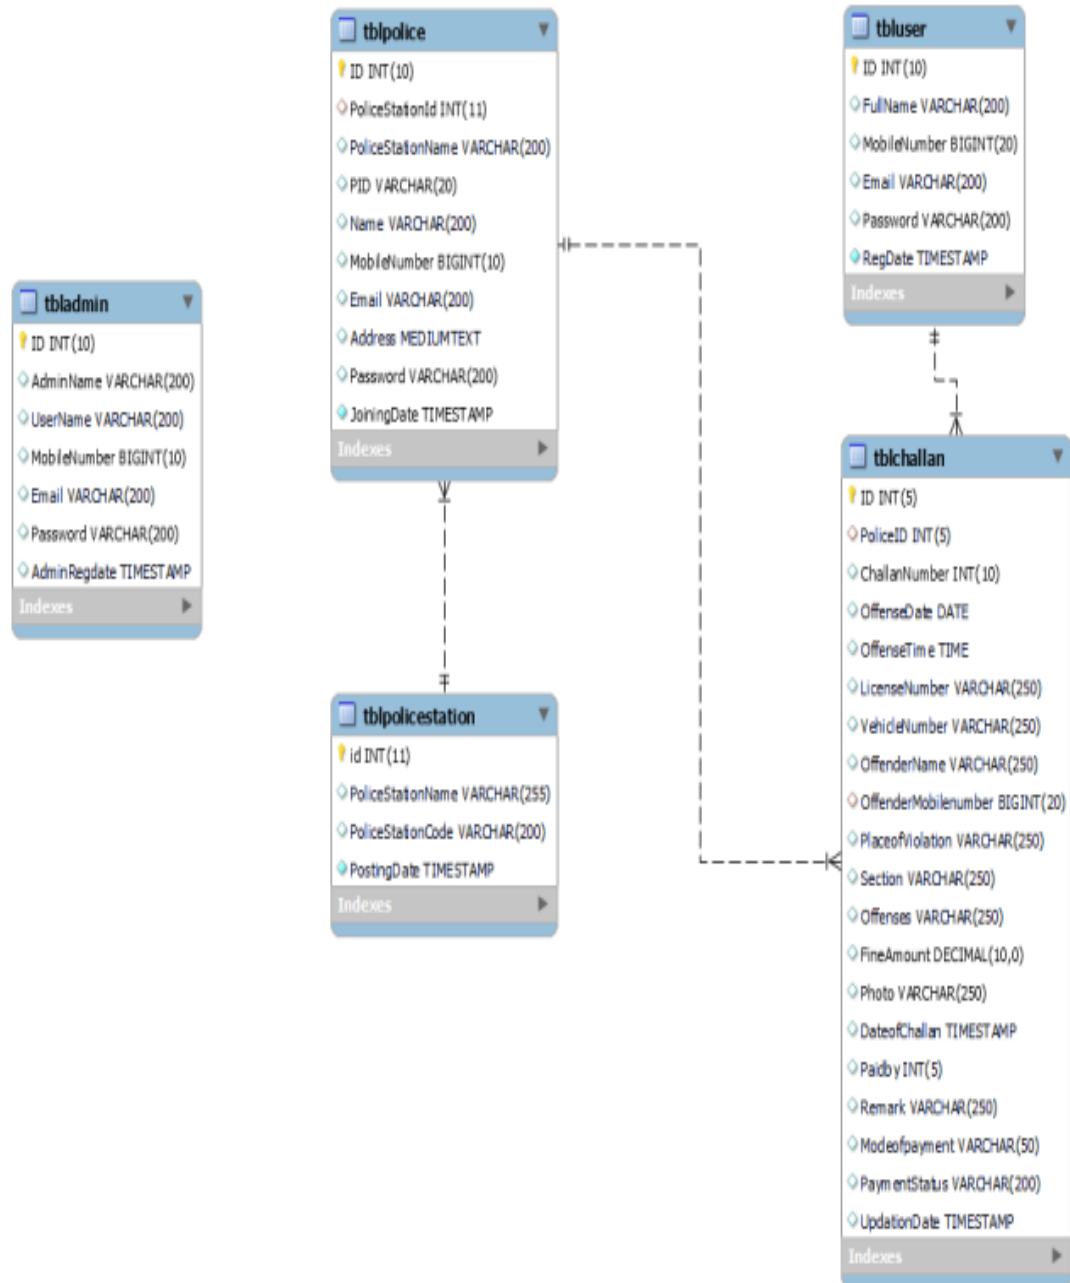 tblpolice
ID INT(10)
PoliceStationId INT(11)
PoliceStationName VARCHAR(200)
PID VARCHAR(20)
Name VARCHAR(200)
MobileNumber BIGINT(10)
Email VARCHAR(200)
Address MEDIUMTEXT
Password VARCHAR(200)
JoiningDate TIMESTAMP
Indexes
tbluser
ID INT(10)
FullName VARCHAR(200)
MobileNumber BIGINT(20)
Email VARCHAR(200)
Password VARCHAR(200)
RegDate TIMESTAMP
Indexes
tbladmin
ID INT(10)
AdminName VARCHAR(200)
UserName VARCHAR(200)
MobileNumber BIGINT(10)
Email VARCHAR(200)
Password VARCHAR(200)
AdminRegdate TIMESTAMP
Indexes
tblpolicestation
id INT(11)
PoliceStationName VARCHAR(255)
PoliceStationCode VARCHAR(200)
PostingDate TIMESTAMP
Indexes
tblchallan
ID INT(5)
PoliceID INT(5)
ChallanNumber INT(10)
OffenseDate DATE
OffenseTime TIME
LicenseNumber VARCHAR(250)
VehicleNumber VARCHAR(250)
OffenderName VARCHAR(250)
OffenderMobilenumber BIGINT(20)
PlaceofViolation VARCHAR(250)
Section VARCHAR(250)
Offenses VARCHAR(250)
FineAmount DECIMAL(10,0)
Photo VARCHAR(250)
DateofChallan TIMESTAMP
Paidby INT(5)
Remark VARCHAR(250)
Modeofpayment VARCHAR(50)
PaymentStatus VARCHAR(200)
UpdationDate TIMESTAMP
Indexes